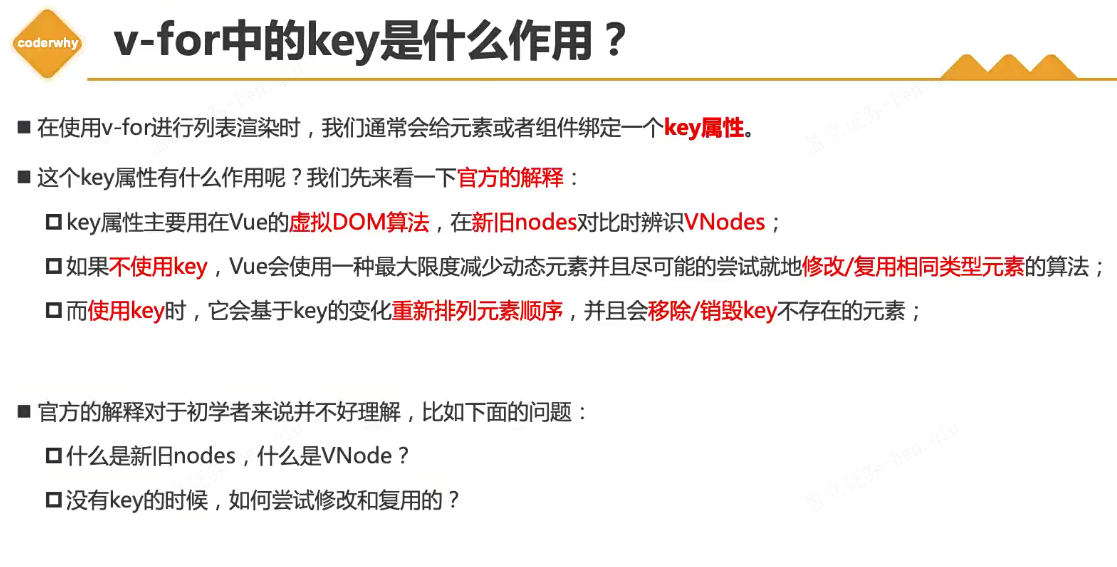 coderwhy
v-for中的key是什么作用？
在使用v-for进行列表渲染时，我们通常会给元素或者组件绑定一个key属性。
这个key属性有什么作用呢？我们先来看一下官方的解释：
key属性主要用在Vue的虚拟DOM算法，在新旧nodes对比时辨识VNodes；
如果不使用key，Vue会使用一种最大限度减少动态元素并且尽可能的尝试就地修改/复用相同类型元素的算法；
而使用key时，它会基于key的变化重新排列元素顺序，并且会移除/销毁key不存在的元素；
官方的解释对于初学者来说并不好理解，比如下面的问题：
什么是新旧nodes，什么是VNode？
没有key的时候，如何尝试修改和复用的？